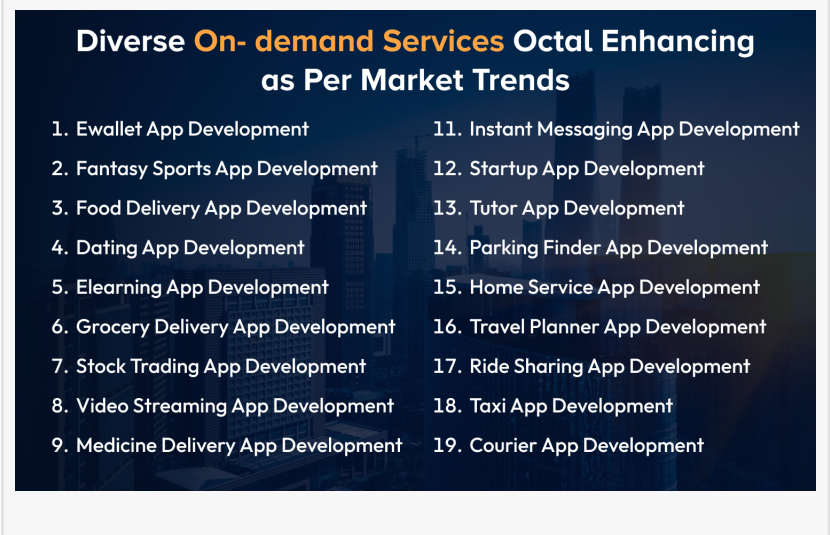 Diverse On- demand Services Octal Enhancing
as Per Market Trends
1. Ewallet App Development
2. Fantasy Sports App Development
3. Food Delivery App Development
4. Dating App Development
5. Elearning App Development
6. Grocery Delivery App Development
7. Stock Trading App Development
8. Video Streaming App Development
9. Medicine Delivery App Development
11. Instant Messaging App Development
12. Startup App Development
13. Tutor App Development
14. Parking Finder App Development
15. Home Service App Development
16. Travel Planner App Development
17. Ride Sharing App Development
18. Taxi App Development
19. Courier App Development